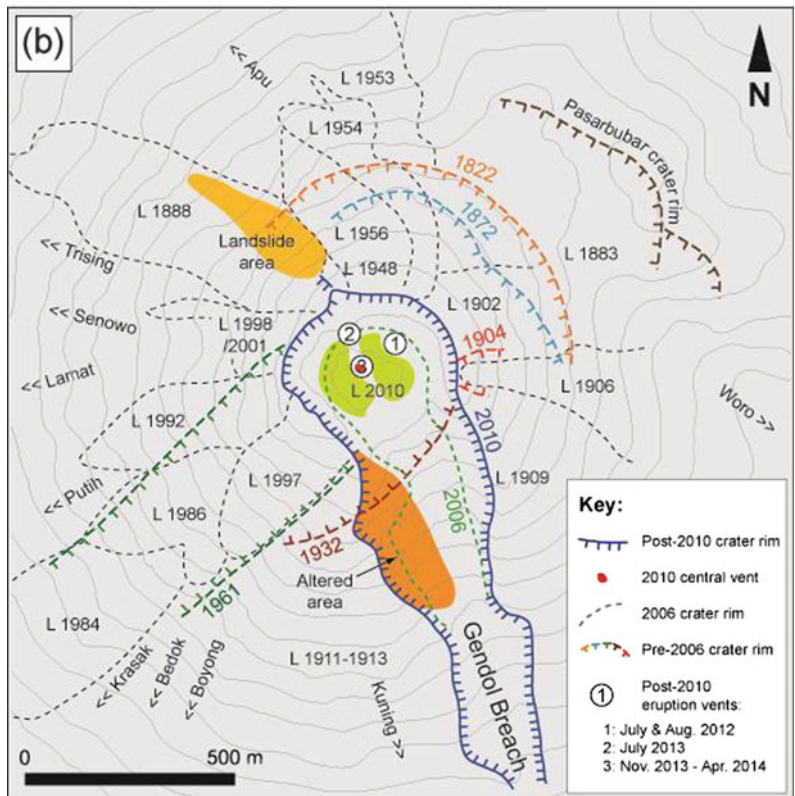 (b)
N
<< Apu
L 1953
L 1954
Pasarbubar crater rim
1822
1872
L 1888
L 1956
Landslide
area
L 1948
L 1883
<< Trising
<< Senowo
L 1998
/2001
L 1902
1904
2
1
3
L 2010
<< Lamat
L 1906
Woro >>
L 1992
2010
L 1909
<< Putih
L 1997
2006
L 1986
1932
Altered
area
1961
L 1984
<< Krasak
<< Bedok
<< Boyong
L 1911-1913
Kuning >>
Gendol Breach
0
500 m
Key:
Post-2010 crater rim
2010 central vent
2006 crater rim
Pre-2006 crater rim
1
Post-2010
eruption vents:
1: July & Aug. 2012
2: July 2013
3: Nov. 2013 - Apr. 2014